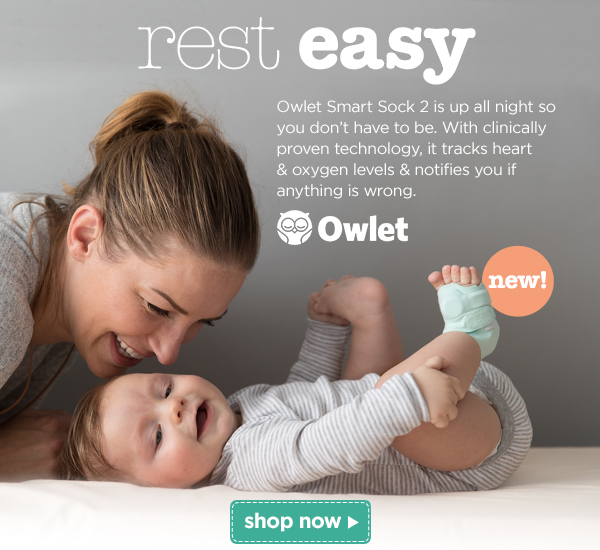 rest easy
Owlet Smart Sock 2 is up all night so
you don't have to be. With clinically
proven technology, it tracks heart
& oxygen levels & notifies you if
anything is wrong.
Owlet
new!
shop now